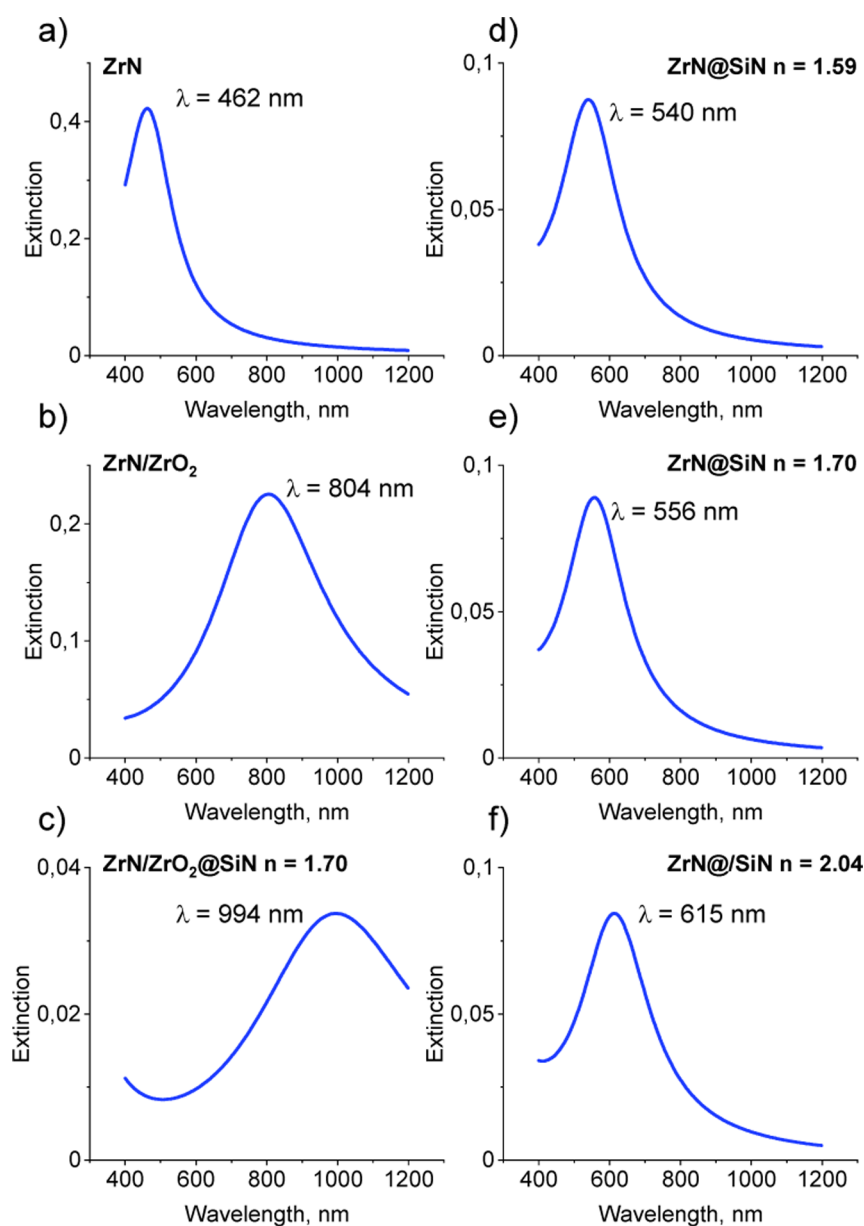 a)
ZrN
λ = 462 nm
0,4
0,2
0
Extinction
400 600 800 1000 1200
Wavelength, nm
b)
ZrN/ZrO₂
λ = 804 nm
0,2
0,1
0
Extinction
400 600 800 1000 1200
Wavelength, nm
c)
ZrN/ZrO₂@SiN n = 1.70
λ = 994 nm
0,04
0,02
0
Extinction
400 600 800 1000 1200
Wavelength, nm
d)
ZrN@SiN n = 1.59
λ = 540 nm
0,1
0,05
0
Extinction
400 600 800 1000 1200
Wavelength, nm
e)
ZrN@SiN n = 1.70
λ = 556 nm
0,1
0,05
0
Extinction
400 600 800 1000 1200
Wavelength, nm
f)
ZrN@/SiN n = 2.04
λ = 615 nm
0,1
0,05
0
Extinction
400 600 800 1000 1200
Wavelength, nm